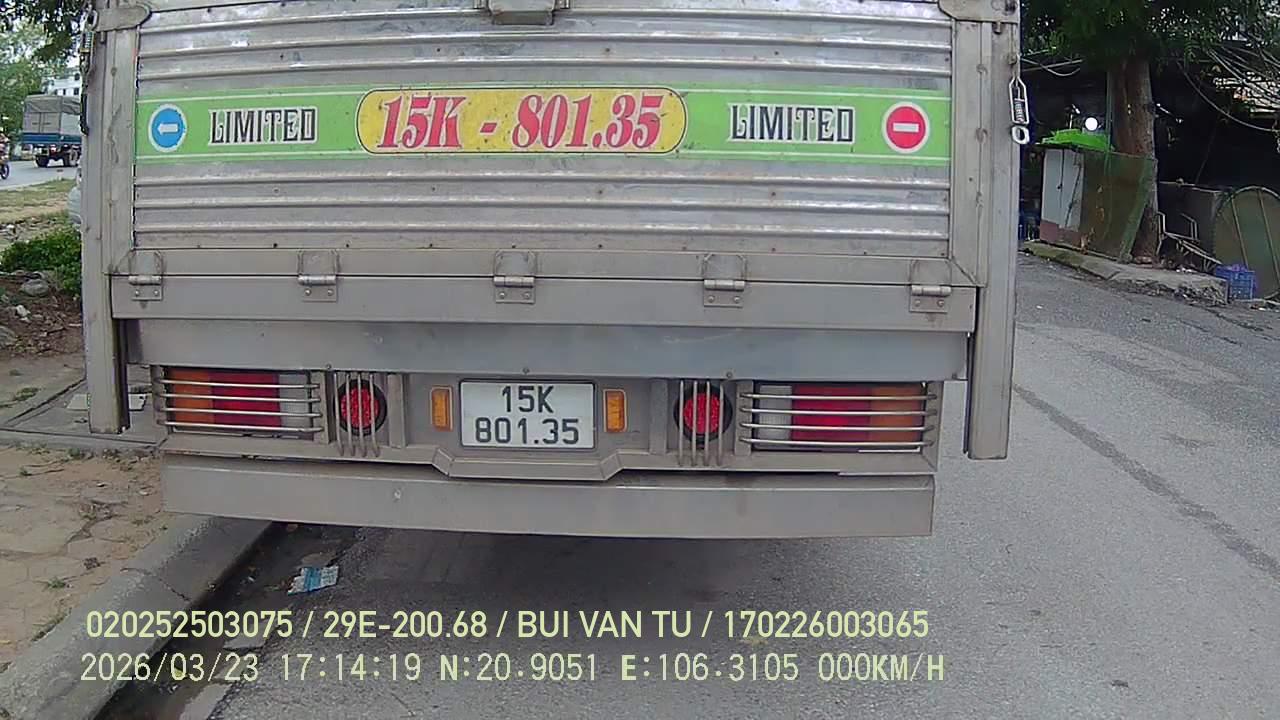 LIMITED 15K - 801.35 LIMITED
15K
801.35
020252503075 / 29E-200.68 / BUI VAN TU / 170226003065
2026/03/23 17:14:19 N:20.9051 E:106.3105 000KM/H